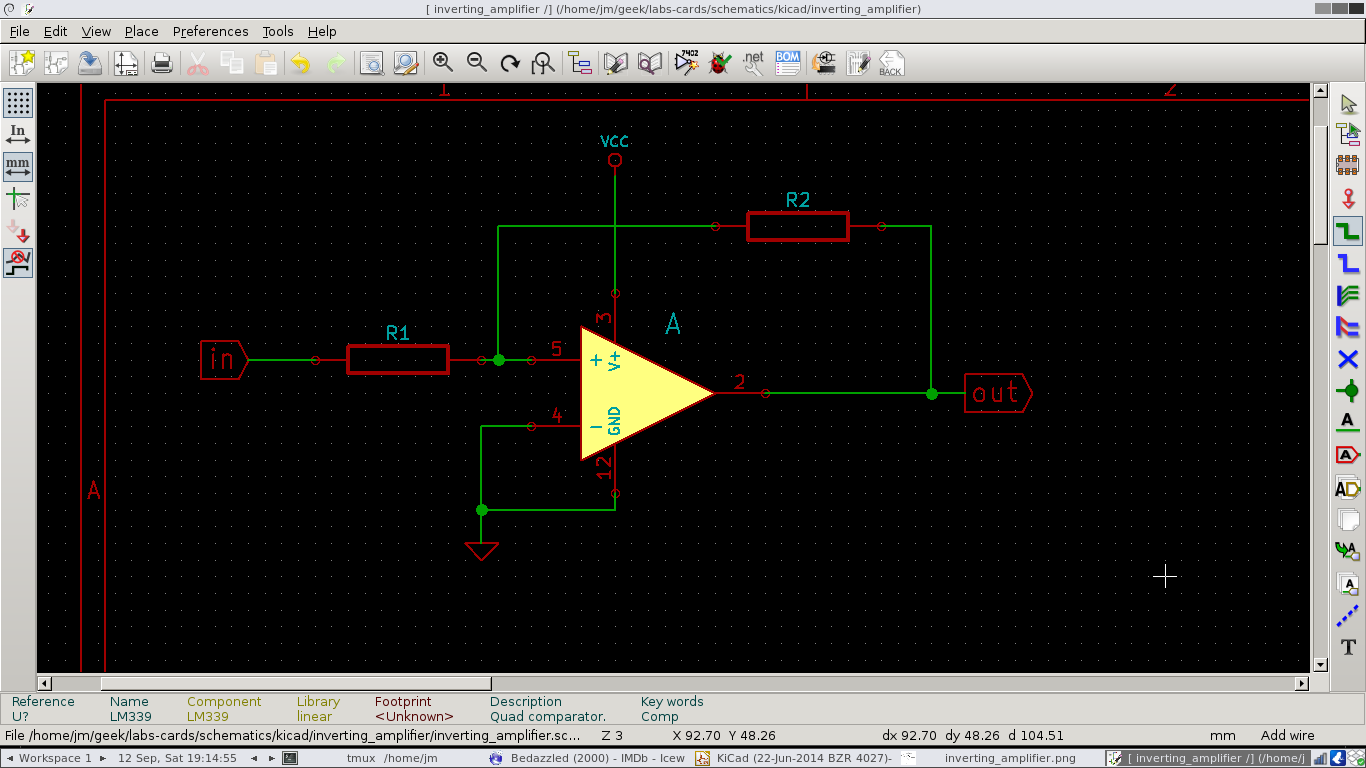 [ inverting_amplifier /] (/home/jm/geek/labs-cards/schematics/kicad/inverting_amplifier)
File Edit View Place Preferences Tools Help
7402
.net
BOM
BACK
In
mm
1
2
VCC
R2
3
A
R1
in
5
+
V+
2
out
4
−
GND
12
A
A
A
A
A
A
T
Reference Name Component Library Footprint Description Key words
U? LM339 LM339 linear <Unknown> Quad comparator. Comp
File /home/jm/geek/labs-cards/schematics/kicad/inverting_amplifier/inverting_amplifier.sc... Z 3 X 92.70 Y 48.26 dx 92.70 dy 48.26 d 104.51 mm Add wire
Workspace 1 12 Sep, Sat 19:14:55 tmux /home/jm Bedazzled (2000) - IMDb - Icew KiCad (22-Jun-2014 BZR 4027)- inverting_amplifier.png [ inverting_amplifier /] (/home/j